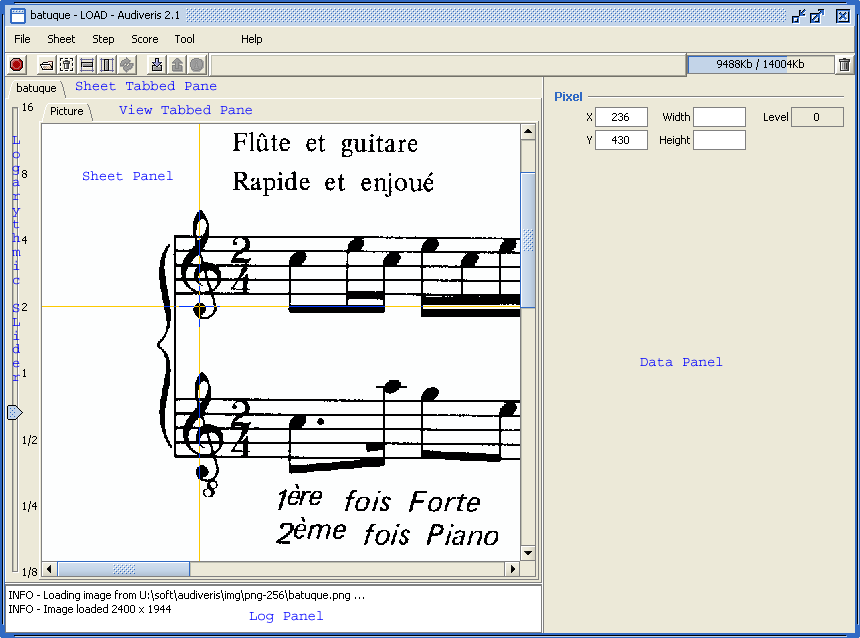 batuque - LOAD - Audiveris 2.1
File Sheet Step Score Tool Help
9488Kb / 14004Kb
batuque Sheet Tabbed Pane
Picture View Tabbed Pane
16
8
4
2
1
1/2
1/4
1/8
Logarythmic SLider
Sheet Panel
Flûte et guitare
Rapide et enjoué
2
4
2
4
8
1ère fois Forte
2ème fois Piano
Pixel
X 236 Width Level 0
Y 430 Height
Data Panel
INFO - Loading image from U:\soft\audiveris\img\png-256\batuque.png ...
INFO - Image loaded 2400 x 1944
Log Panel